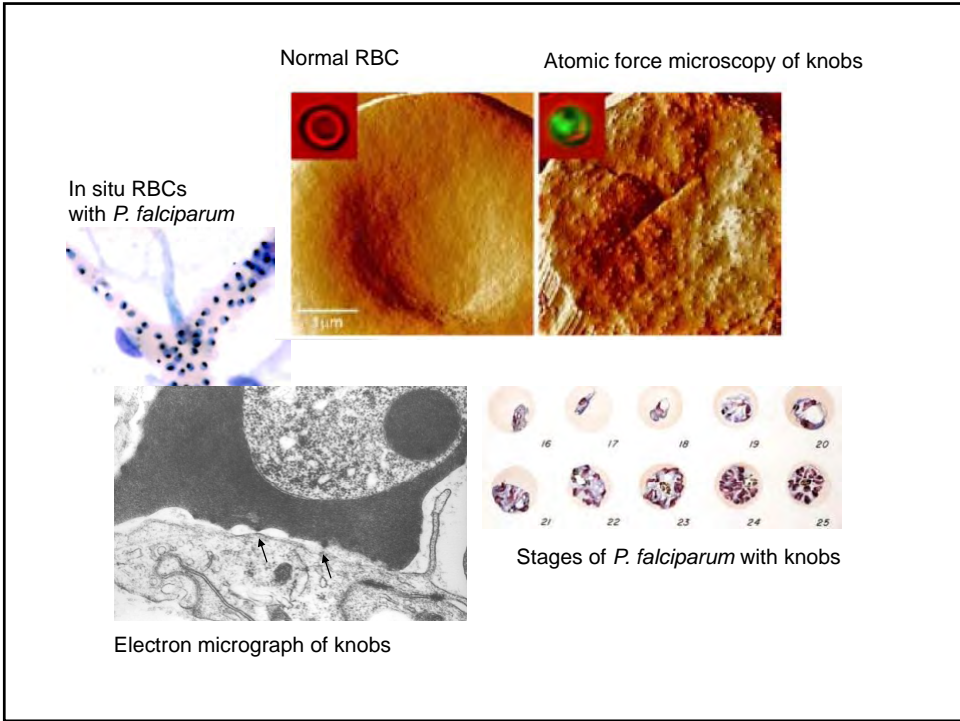 Normal RBC
Atomic force microscopy of knobs
In situ RBCs
with P. falciparum
1µm
16 17 18 19 20
21 22 23 24 25
Stages of P. falciparum with knobs
Electron micrograph of knobs